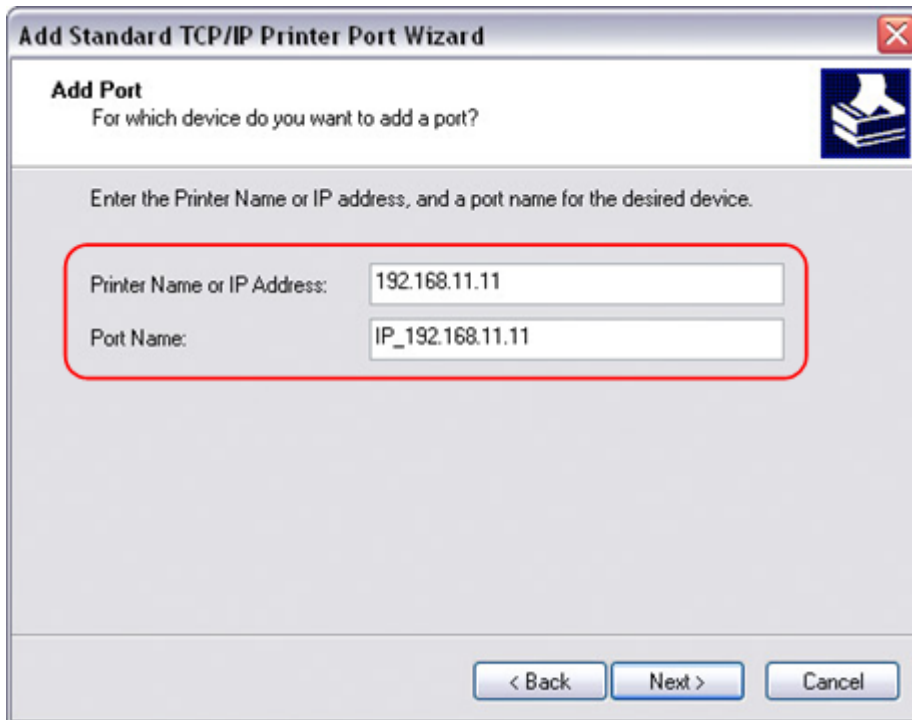 Add Standard TCP/IP Printer Port Wizard
Add Port
For which device do you want to add a port?
Enter the Printer Name or IP address, and a port name for the desired device.
Printer Name or IP Address: 192.168.11.11
Port Name: IP_192.168.11.11
< Back Next > Cancel